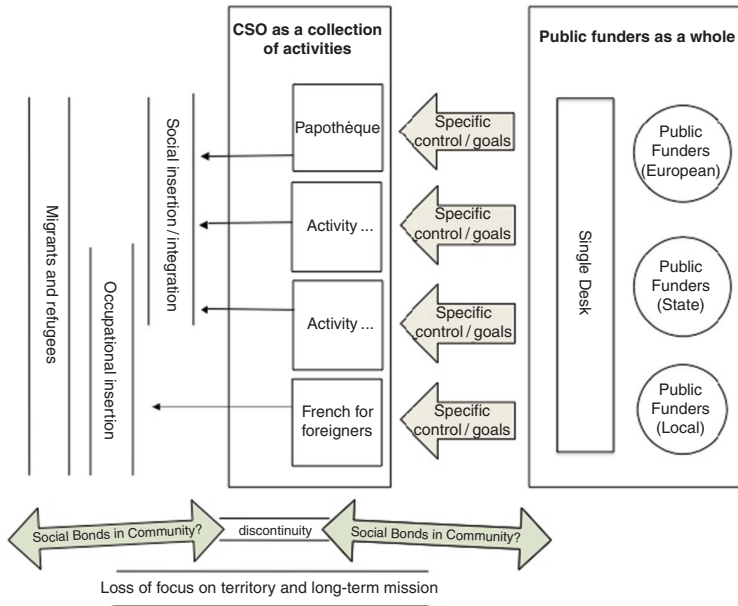 CSO as a collection
of activities
Public funders as a whole
Migrants and refugees
Occupational insertion
Social insertion / integration
Papothèque
Activity ...
Activity ...
French for
foreigners
Specific
control / goals
Specific
control / goals
Specific
control / goals
Specific
control / goals
Single Desk
Public
Funders
(European)
Public
Funders
(State)
Public
Funders
(Local)
Social Bonds in Community?
discontinuity
Social Bonds in Community?
Loss of focus on territory and long-term mission